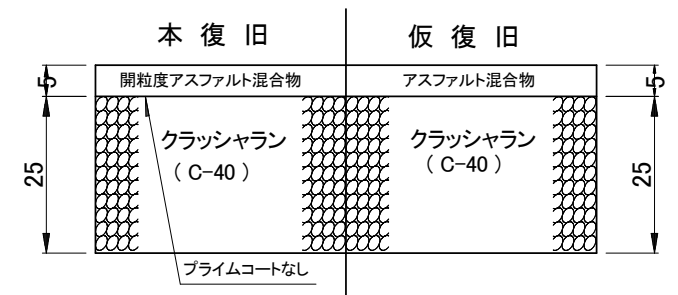 本復旧
仮復旧
5
開粒度アスファルト混合物
アスファルト混合物
5
25
クラッシャラン
( C-40 )
クラッシャラン
( C-40 )
25
プライムコートなし